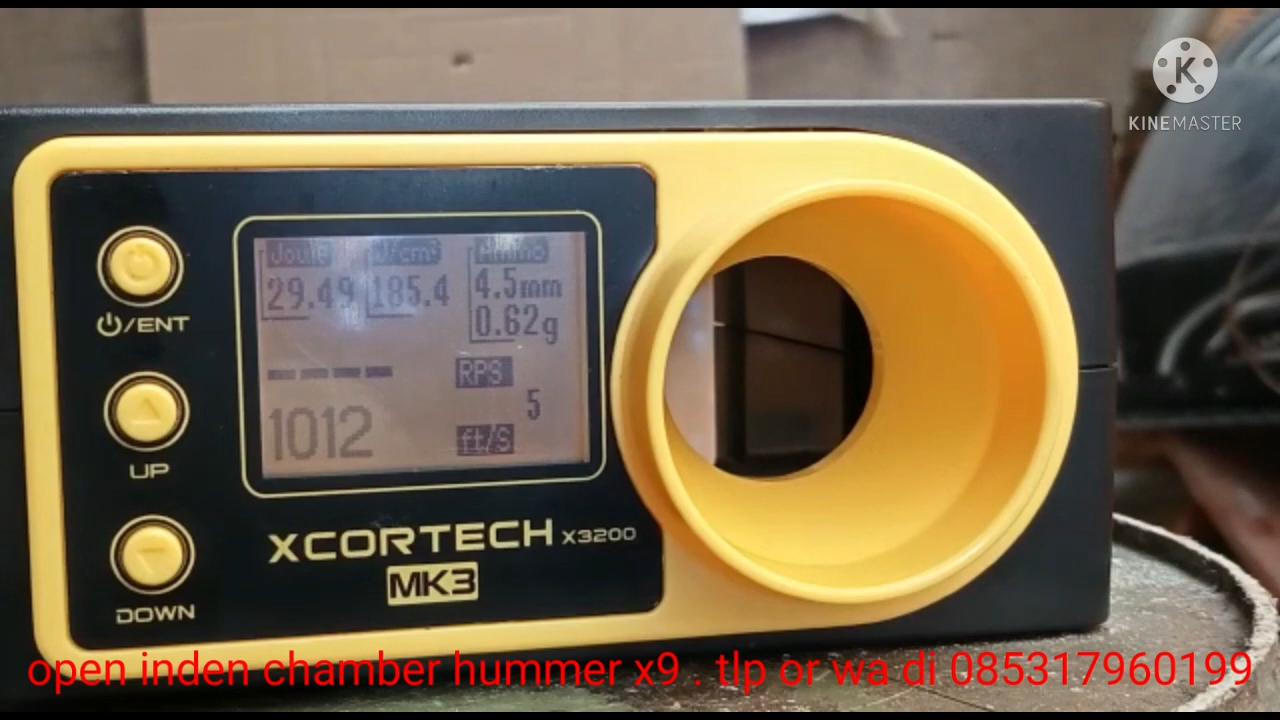 KINEMASTER
Joule J/cm² Ammo
29.49 185.4 4.5mm
0.62g
---- RPS
5
1012 ft/S
⏻/ENT
UP
DOWN
XCORTECH X3200
MK3
open inden chamber hummer x9 . tlp or wa di 085317960199